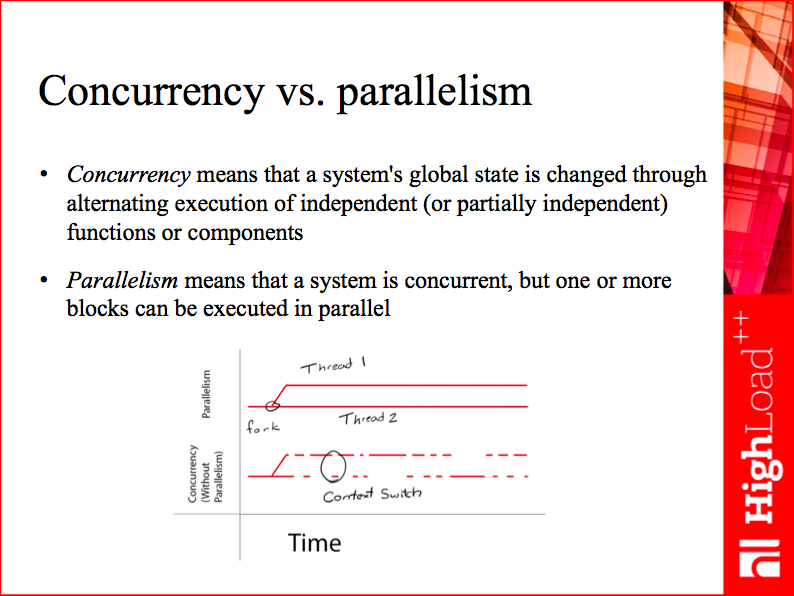 Concurrency vs. parallelism
• Concurrency means that a system's global state is changed through
alternating execution of independent (or partially independent)
functions or components
• Parallelism means that a system is concurrent, but one or more
blocks can be executed in parallel
Parallelism
Thread 1
fork
Thread 2
Concurrency
(Without
Parallelism)
Context Switch
Time
HighLoad++